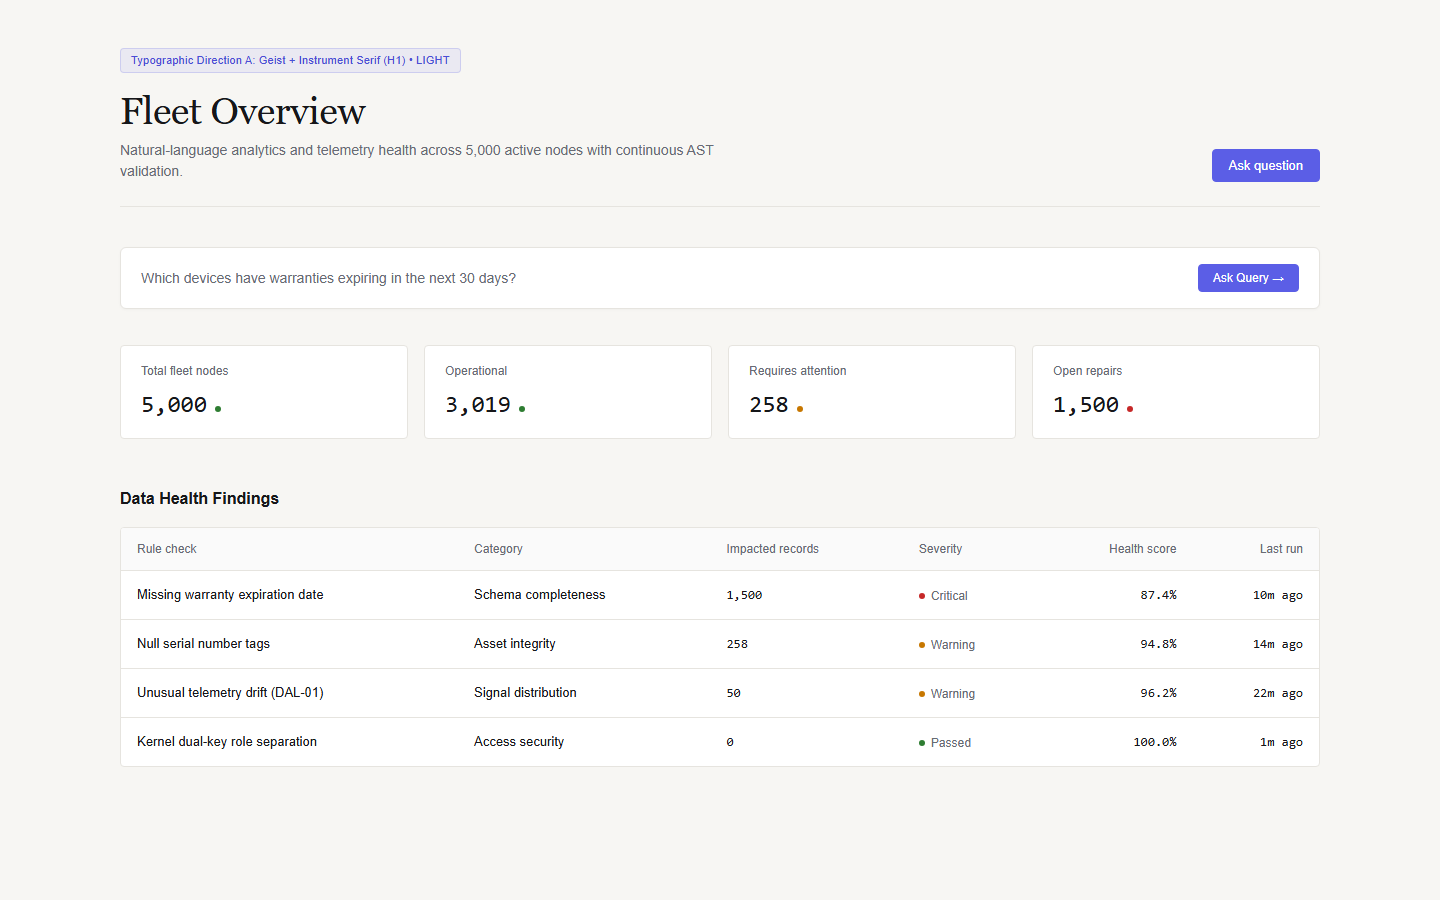 Typographic Direction A: Geist + Instrument Serif (H1) • LIGHT
Fleet Overview
Natural-language analytics and telemetry health across 5,000 active nodes with continuous AST
validation.
Ask question
Which devices have warranties expiring in the next 30 days?
Ask Query →
Total fleet nodes
5,000
Operational
3,019
Requires attention
258
Open repairs
1,500
Data Health Findings
Rule check Category Impacted records Severity Health score Last run
Missing warranty expiration date Schema completeness 1,500 Critical 87.4% 10m ago
Null serial number tags Asset integrity 258 Warning 94.8% 14m ago
Unusual telemetry drift (DAL-01) Signal distribution 50 Warning 96.2% 22m ago
Kernel dual-key role separation Access security 0 Passed 100.0% 1m ago